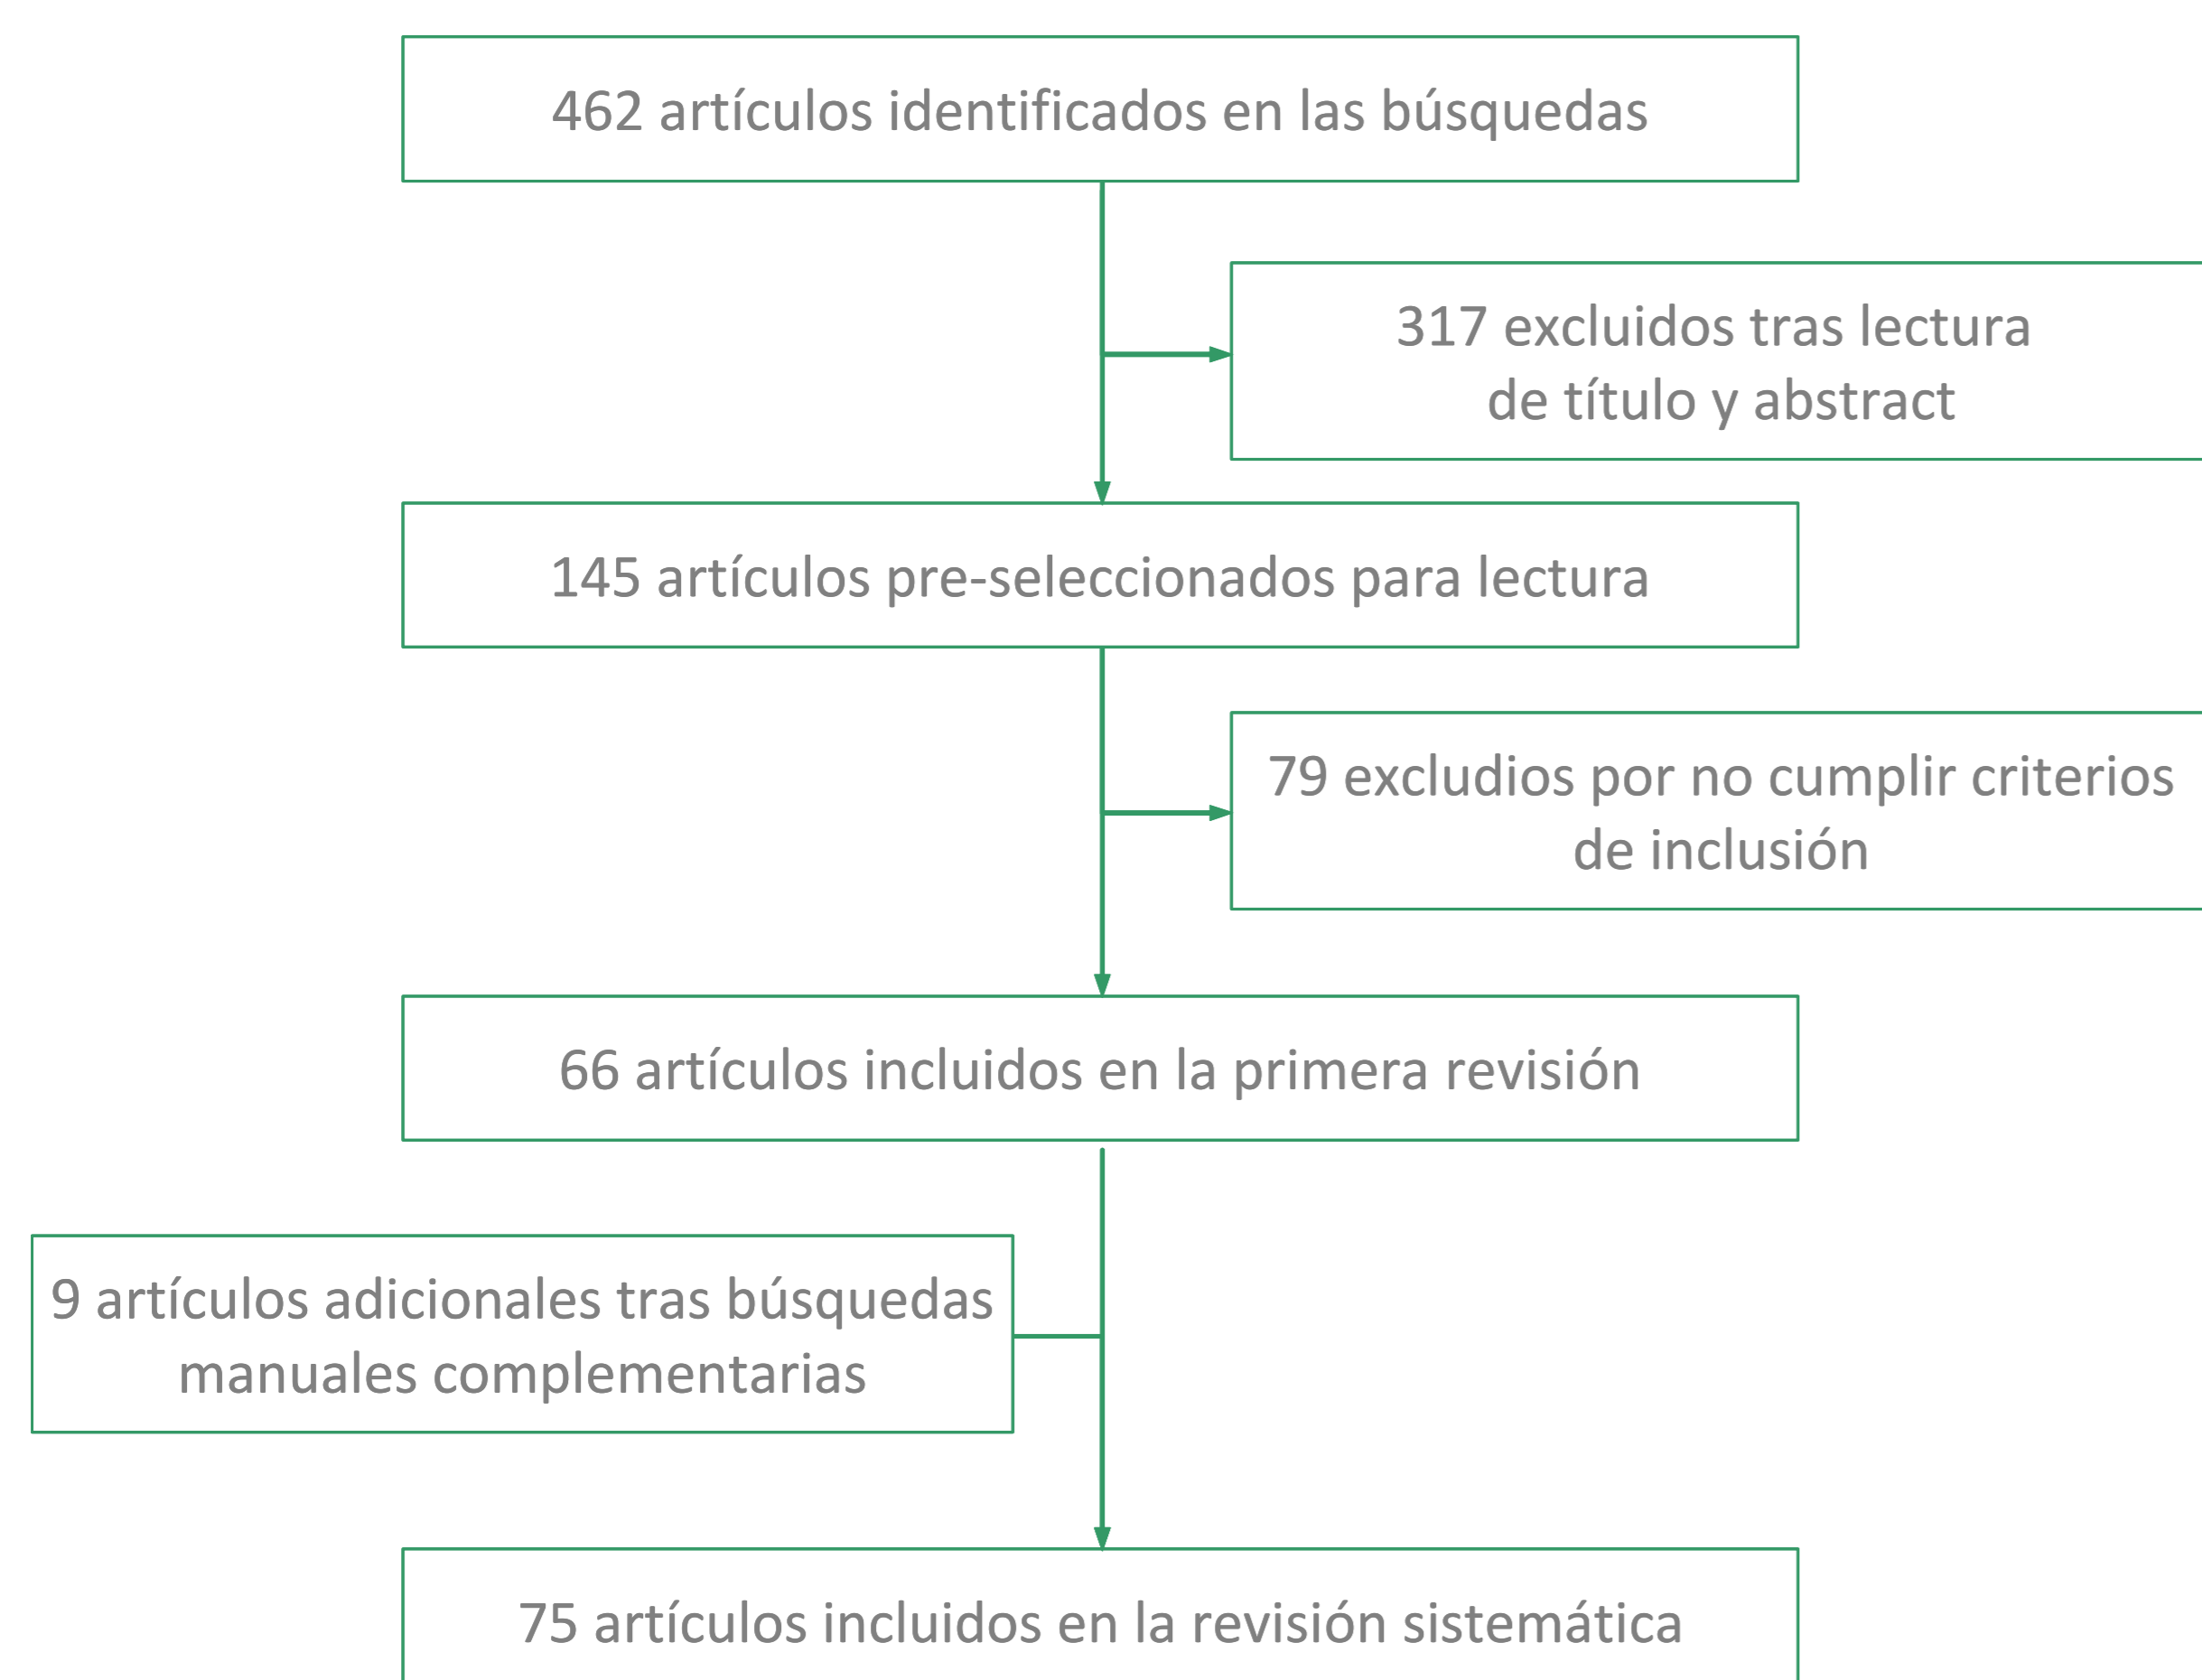 462 artículos identificados en las búsquedas
317 excluidos tras lectura
de título y abstract
145 artículos pre-seleccionados para lectura
79 excludios por no cumplir criterios
de inclusión
66 artículos incluidos en la primera revisión
9 artículos adicionales tras búsquedas
manuales complementarias
75 artículos incluidos en la revisión sistemática